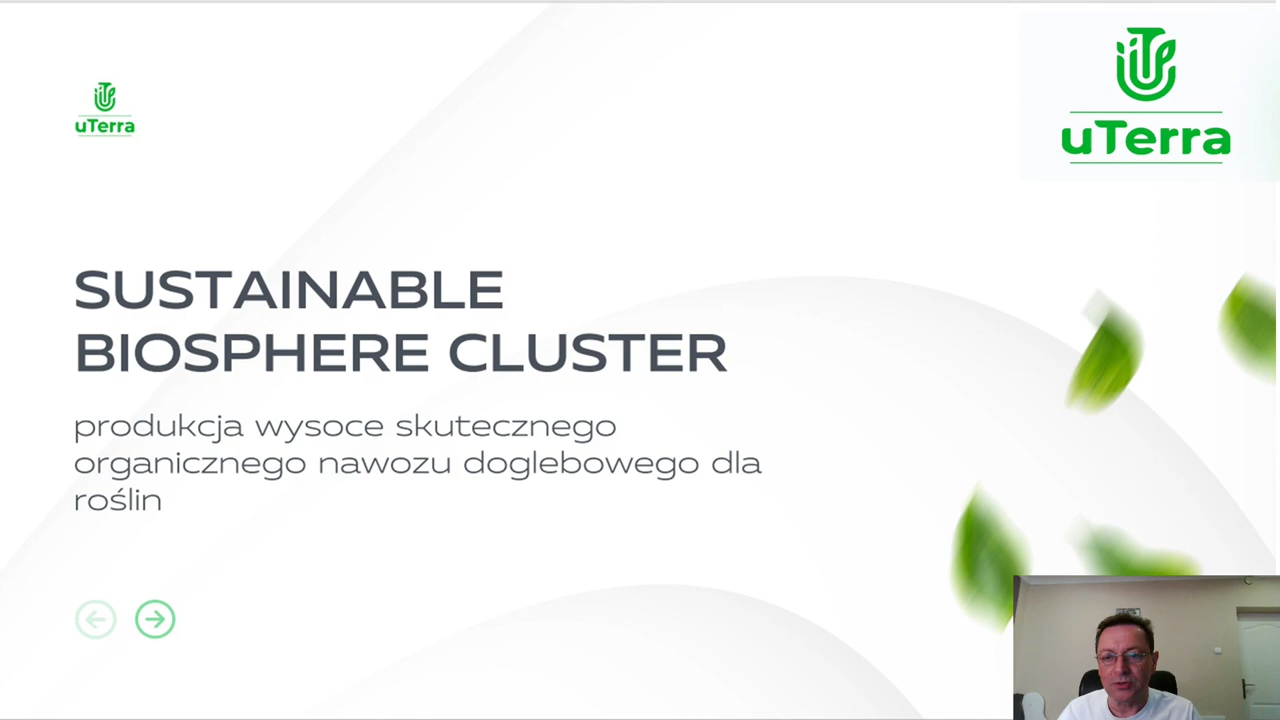 uTerra
uTerra
SUSTAINABLE
BIOSPHERE CLUSTER
produkcja wysoce skutecznego
organicznego nawozu doglebowego dla
roślin